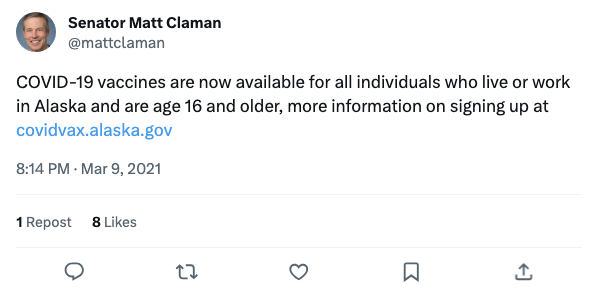 Senator Matt Claman
@mattclaman
COVID-19 vaccines are now available for all individuals who live or work
in Alaska and are age 16 and older, more information on signing up at
covidvax.alaska.gov
8:14 PM · Mar 9, 2021
1 Repost 8 Likes